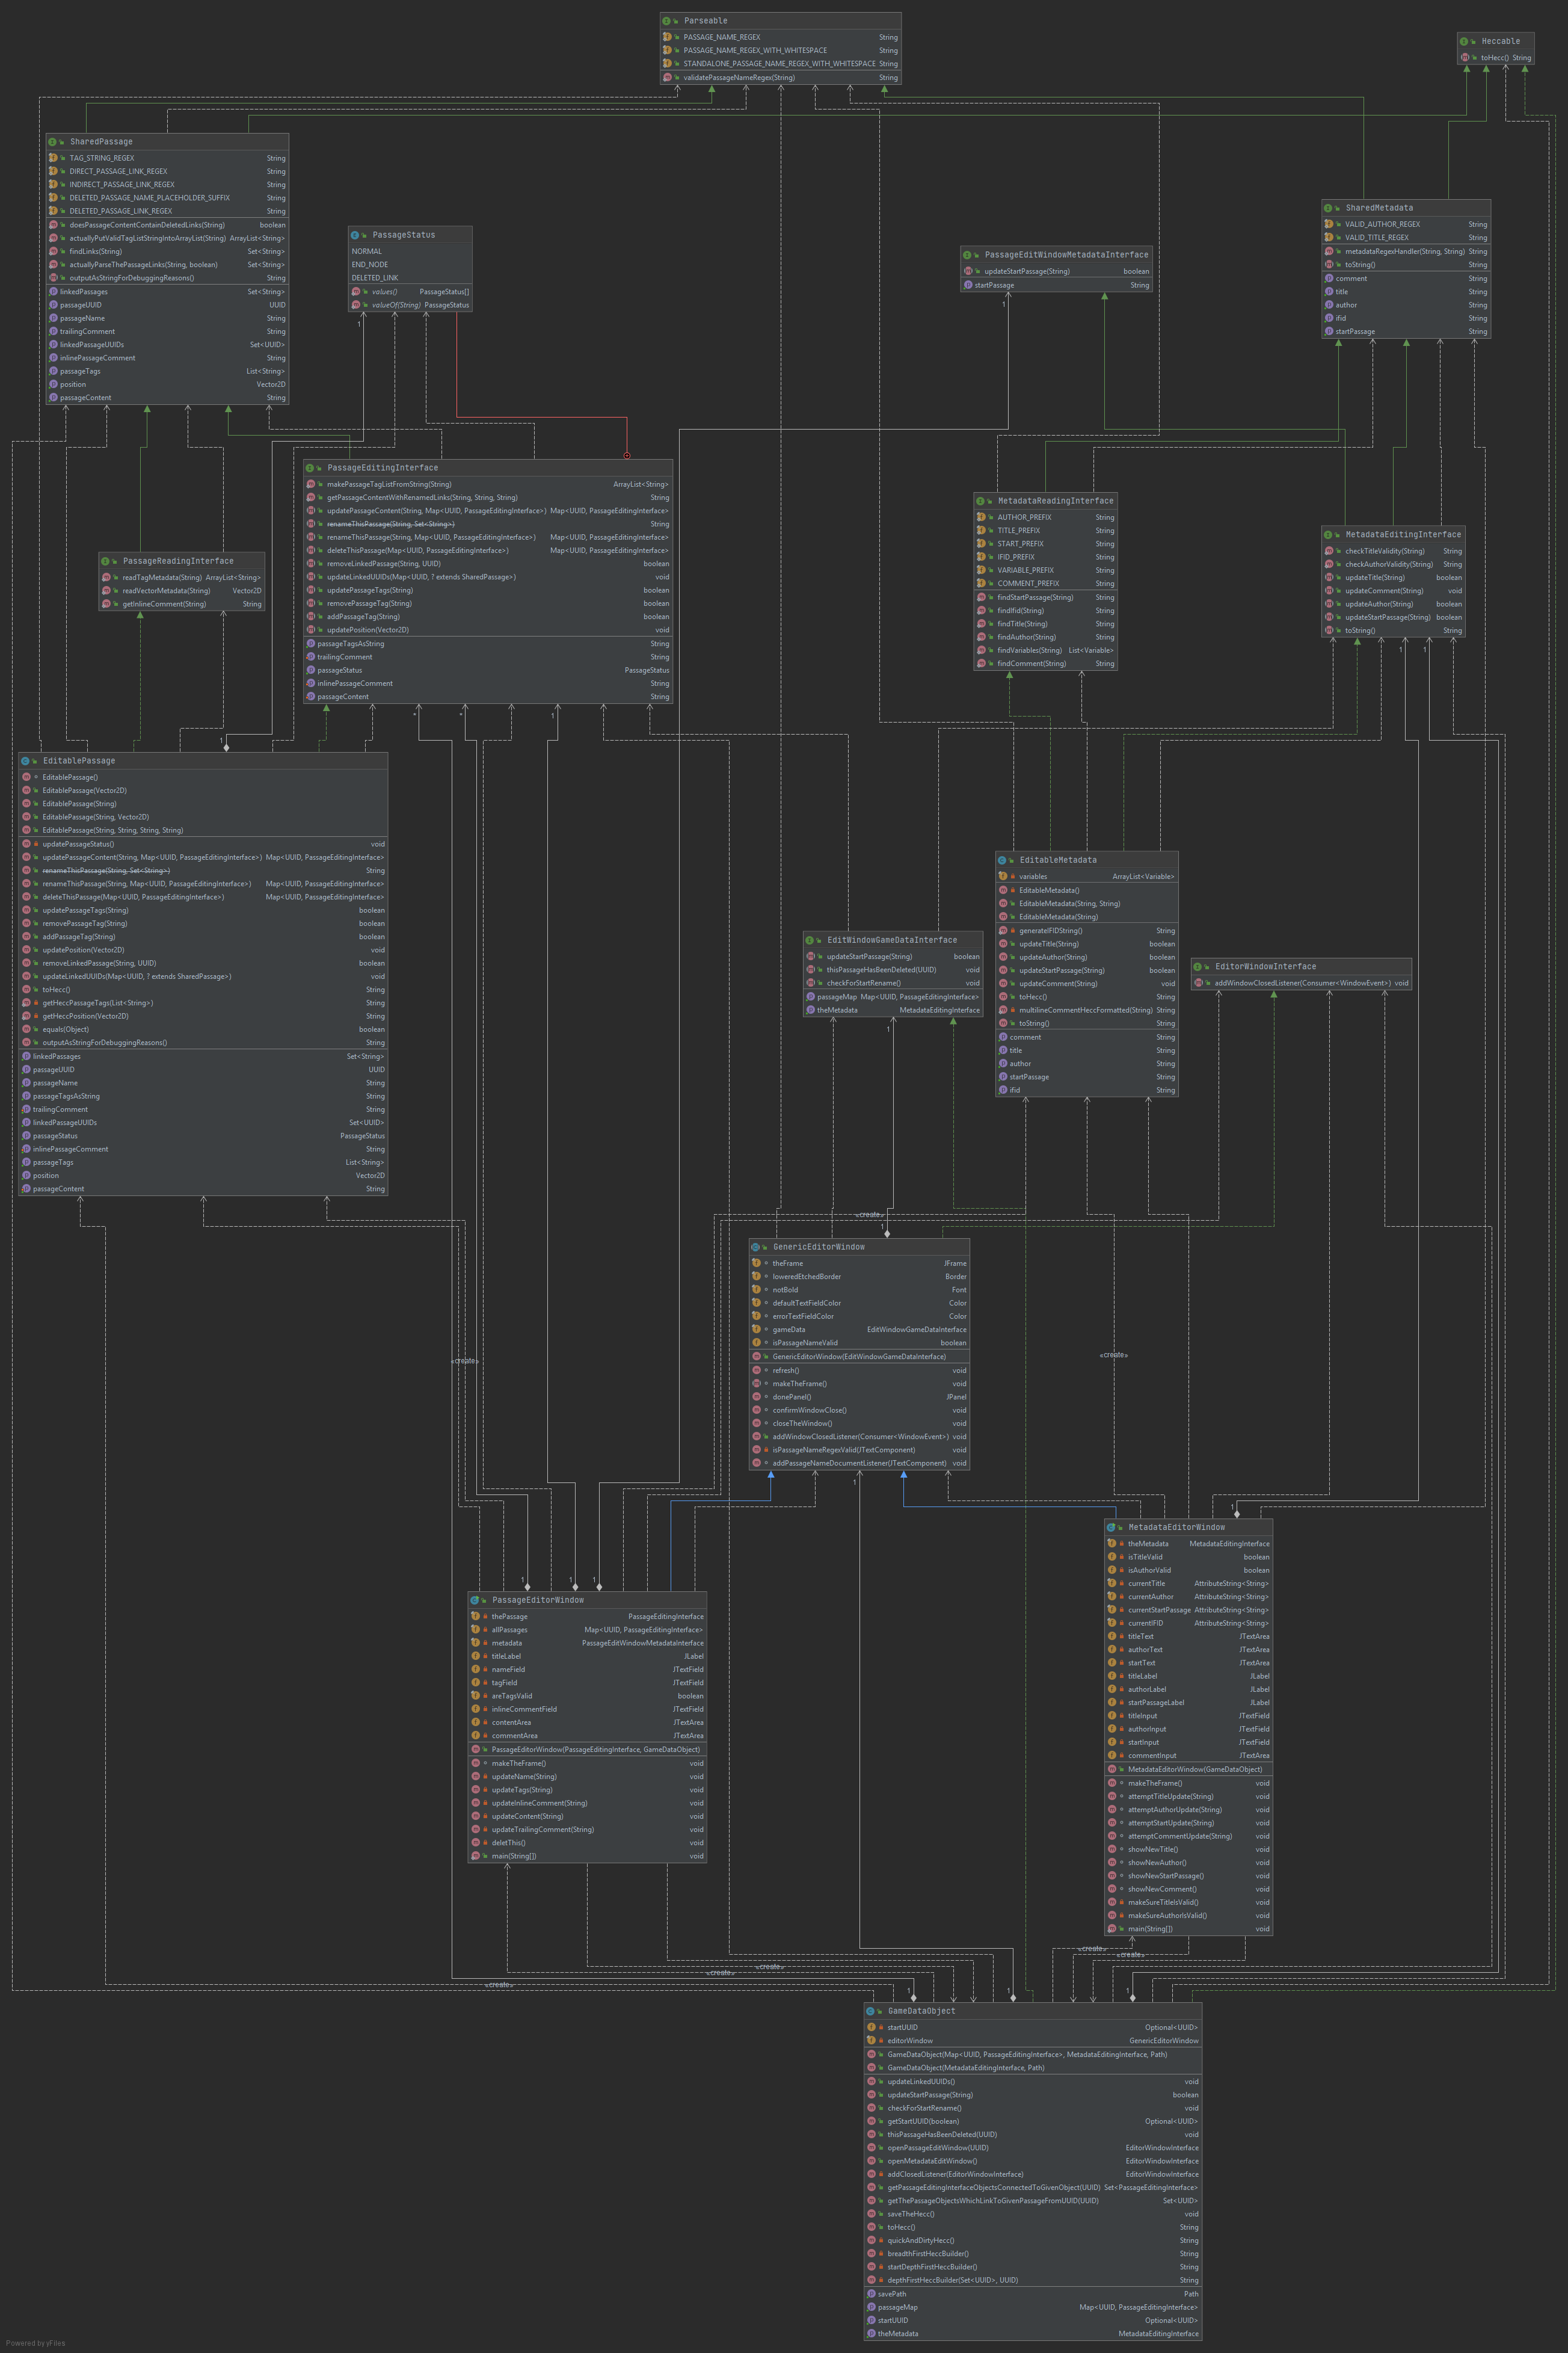 Parseable
PASSAGE_NAME_REGEX String
PASSAGE_NAME_REGEX_WITH_WHITESPACE String
STANDALONE_PASSAGE_NAME_REGEX_WITH_WHITESPACE String
validatePassageNameRegex(String) String
Heccable
toHecc() String
SharedPassage
TAG_STRING_REGEX String
DIRECT_PASSAGE_LINK_REGEX String
INDIRECT_PASSAGE_LINK_REGEX String
DELETED_PASSAGE_NAME_PLACEHOLDER_SUFFIX String
DELETED_PASSAGE_LINK_REGEX String
doesPassageContentContainDeletedLinks(String) boolean
actuallyPutValidTagListStringIntoArrayList(String) ArrayList<String>
findLinks(String) Set<String>
actuallyParseThePassageLinks(String, boolean) Set<String>
outputAsStringForDebuggingReasons() String
linkedPassages Set<String>
passageUUID UUID
passageName String
trailingComment String
linkedPassageUUIDs Set<UUID>
inlinePassageComment String
passageTags List<String>
position Vector2D
passageContent String
PassageStatus
NORMAL
END_NODE
DELETED_LINK
values() PassageStatus[]
valueOf(String) PassageStatus
PassageEditWindowMetadataInterface
updateStartPassage(String) boolean
startPassage String
SharedMetadata
VALID_AUTHOR_REGEX String
VALID_TITLE_REGEX String
metadataRegexHandler(String, String) String
toString() String
comment String
title String
author String
ifid String
startPassage String
1
1
PassageEditingInterface
makePassageTagListFromString(String) ArrayList<String>
getPassageContentWithRenamedLinks(String, String, String) String
updatePassageContent(String, Map<UUID, PassageEditingInterface>) Map<UUID, PassageEditingInterface>
renameThisPassage(String, Set<String>) String
renameThisPassage(String, Map<UUID, PassageEditingInterface>) Map<UUID, PassageEditingInterface>
deleteThisPassage(Map<UUID, PassageEditingInterface>) Map<UUID, PassageEditingInterface>
removeLinkedPassage(String, UUID) boolean
updateLinkedUUIDs(Map<UUID, ? extends SharedPassage>) void
updatePassageTags(String) boolean
removePassageTag(String) boolean
addPassageTag(String) boolean
updatePosition(Vector2D) void
passageTagsAsString String
trailingComment String
passageStatus PassageStatus
inlinePassageComment String
passageContent String
PassageReadingInterface
readTagMetadata(String) ArrayList<String>
readVectorMetadata(String) Vector2D
getInlineComment(String) String
MetadataReadingInterface
AUTHOR_PREFIX String
TITLE_PREFIX String
START_PREFIX String
IFID_PREFIX String
VARIABLE_PREFIX String
COMMENT_PREFIX String
findStartPassage(String) String
findIfid(String) String
findTitle(String) String
findAuthor(String) String
findVariables(String) List<Variable>
findComment(String) String
MetadataEditingInterface
checkTitleValidity(String) String
checkAuthorValidity(String) String
updateTitle(String) boolean
updateComment(String) void
updateAuthor(String) boolean
updateStartPassage(String) boolean
toString() String
1
1
*
*
1
1
EditablePassage
EditablePassage()
EditablePassage(Vector2D)
EditablePassage(String)
EditablePassage(String, Vector2D)
EditablePassage(String, String, String, String)
updatePassageStatus() void
updatePassageContent(String, Map<UUID, PassageEditingInterface>) Map<UUID, PassageEditingInterface>
renameThisPassage(String, Set<String>) String
renameThisPassage(String, Map<UUID, PassageEditingInterface>) Map<UUID, PassageEditingInterface>
deleteThisPassage(Map<UUID, PassageEditingInterface>) Map<UUID, PassageEditingInterface>
updatePassageTags(String) boolean
removePassageTag(String) boolean
addPassageTag(String) boolean
updatePosition(Vector2D) void
removeLinkedPassage(String, UUID) boolean
updateLinkedUUIDs(Map<UUID, ? extends SharedPassage>) void
toHecc() String
getHeccPassageTags(List<String>) String
getHeccPosition(Vector2D) String
equals(Object) boolean
outputAsStringForDebuggingReasons() String
linkedPassages Set<String>
passageUUID UUID
passageName String
passageTagsAsString String
trailingComment String
linkedPassageUUIDs Set<UUID>
passageStatus PassageStatus
inlinePassageComment String
passageTags List<String>
position Vector2D
passageContent String
EditableMetadata
variables ArrayList<Variable>
EditableMetadata()
EditableMetadata(String, String)
EditableMetadata(String)
generateIFIDString() String
updateTitle(String) boolean
updateAuthor(String) boolean
updateStartPassage(String) boolean
updateComment(String) void
toHecc() String
multilineCommentHeccFormatted(String) String
toString() String
comment String
title String
author String
startPassage String
ifid String
EditWindowGameDataInterface
updateStartPassage(String) boolean
thisPassageHasBeenDeleted(UUID) void
checkForStartRename() void
passageMap Map<UUID, PassageEditingInterface>
theMetadata MetadataEditingInterface
EditorWindowInterface
addWindowClosedListener(Consumer<WindowEvent>) void
1
«create»
1
GenericEditorWindow
theFrame JFrame
loweredEtchedBorder Border
notBold Font
defaultTextFieldColor Color
errorTextFieldColor Color
gameData EditWindowGameDataInterface
isPassageNameValid boolean
GenericEditorWindow(EditWindowGameDataInterface)
refresh() void
makeTheFrame() void
donePanel() JPanel
confirmWindowClose() void
closeTheWindow() void
addWindowClosedListener(Consumer<WindowEvent>) void
isPassageNameRegexValid(JTextComponent) void
addPassageNameDocumentListener(JTextComponent) void
«create»
«create»
1
1
1
1
1
PassageEditorWindow
thePassage PassageEditingInterface
allPassages Map<UUID, PassageEditingInterface>
metadata PassageEditWindowMetadataInterface
titleLabel JLabel
nameField JTextField
tagField JTextField
areTagsValid boolean
inlineCommentField JTextField
contentArea JTextArea
commentArea JTextArea
PassageEditorWindow(PassageEditingInterface, GameDataObject)
makeTheFrame() void
updateName(String) void
updateTags(String) void
updateInlineComment(String) void
updateContent(String) void
updateTrailingComment(String) void
deletThis() void
main(String[]) void
MetadataEditorWindow
theMetadata MetadataEditingInterface
isTitleValid boolean
isAuthorValid boolean
currentTitle AttributeString<String>
currentAuthor AttributeString<String>
currentStartPassage AttributeString<String>
currentIFID AttributeString<String>
titleText JTextArea
authorText JTextArea
startText JTextArea
titleLabel JLabel
authorLabel JLabel
startPassageLabel JLabel
titleInput JTextField
authorInput JTextField
startInput JTextField
commentInput JTextArea
MetadataEditorWindow(GameDataObject)
makeTheFrame() void
attemptTitleUpdate(String) void
attemptAuthorUpdate(String) void
attemptStartUpdate(String) void
attemptCommentUpdate(String) void
showNewTitle() void
showNewAuthor() void
showNewStartPassage() void
showNewComment() void
makeSureTitleIsValid() void
makeSureAuthorIsValid() void
main(String[]) void
«create»
«create»
«create»
«create»
«create»
1
1
1
GameDataObject
startUUID Optional<UUID>
editorWindow GenericEditorWindow
GameDataObject(Map<UUID, PassageEditingInterface>, MetadataEditingInterface, Path)
GameDataObject(MetadataEditingInterface, Path)
updateLinkedUUIDs() void
updateStartPassage(String) boolean
checkForStartRename() void
getStartUUID(boolean) Optional<UUID>
thisPassageHasBeenDeleted(UUID) void
openPassageEditWindow(UUID) EditorWindowInterface
openMetadataEditWindow() EditorWindowInterface
addClosedListener(EditorWindowInterface) EditorWindowInterface
getPassageEditingInterfaceObjectsConnectedToGivenObject(UUID) Set<PassageEditingInterface>
getThePassageObjectsWhichLinkToGivenPassageFromUUID(UUID) Set<UUID>
saveTheHecc() void
toHecc() String
quickAndDirtyHecc() String
breadthFirstHeccBuilder() String
startDepthFirstHeccBuilder() String
depthFirstHeccBuilder(Set<UUID>, UUID) String
savePath Path
passageMap Map<UUID, PassageEditingInterface>
startUUID Optional<UUID>
theMetadata MetadataEditingInterface
Powered by yFiles